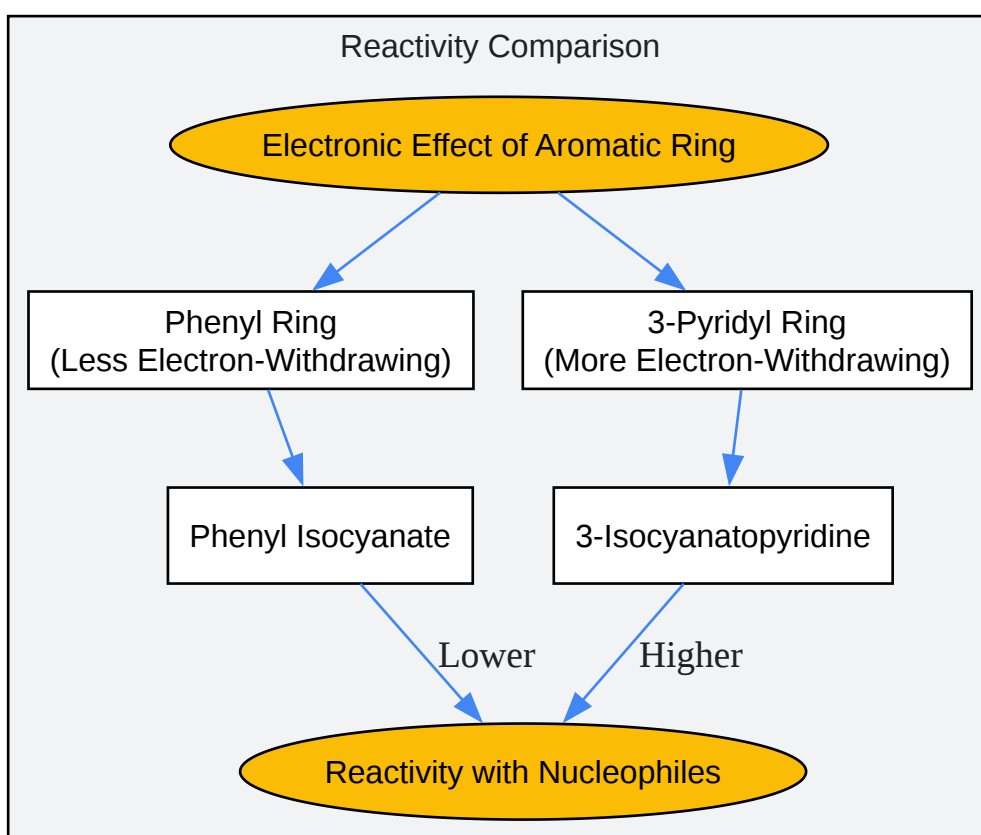 Reactivity Comparison
Electronic Effect of Aromatic Ring
Phenyl Ring
(Less Electron-Withdrawing)
3-Pyridyl Ring
(More Electron-Withdrawing)
Phenyl Isocyanate
3-Isocyanatopyridine
Lower
Higher
Reactivity with Nucleophiles